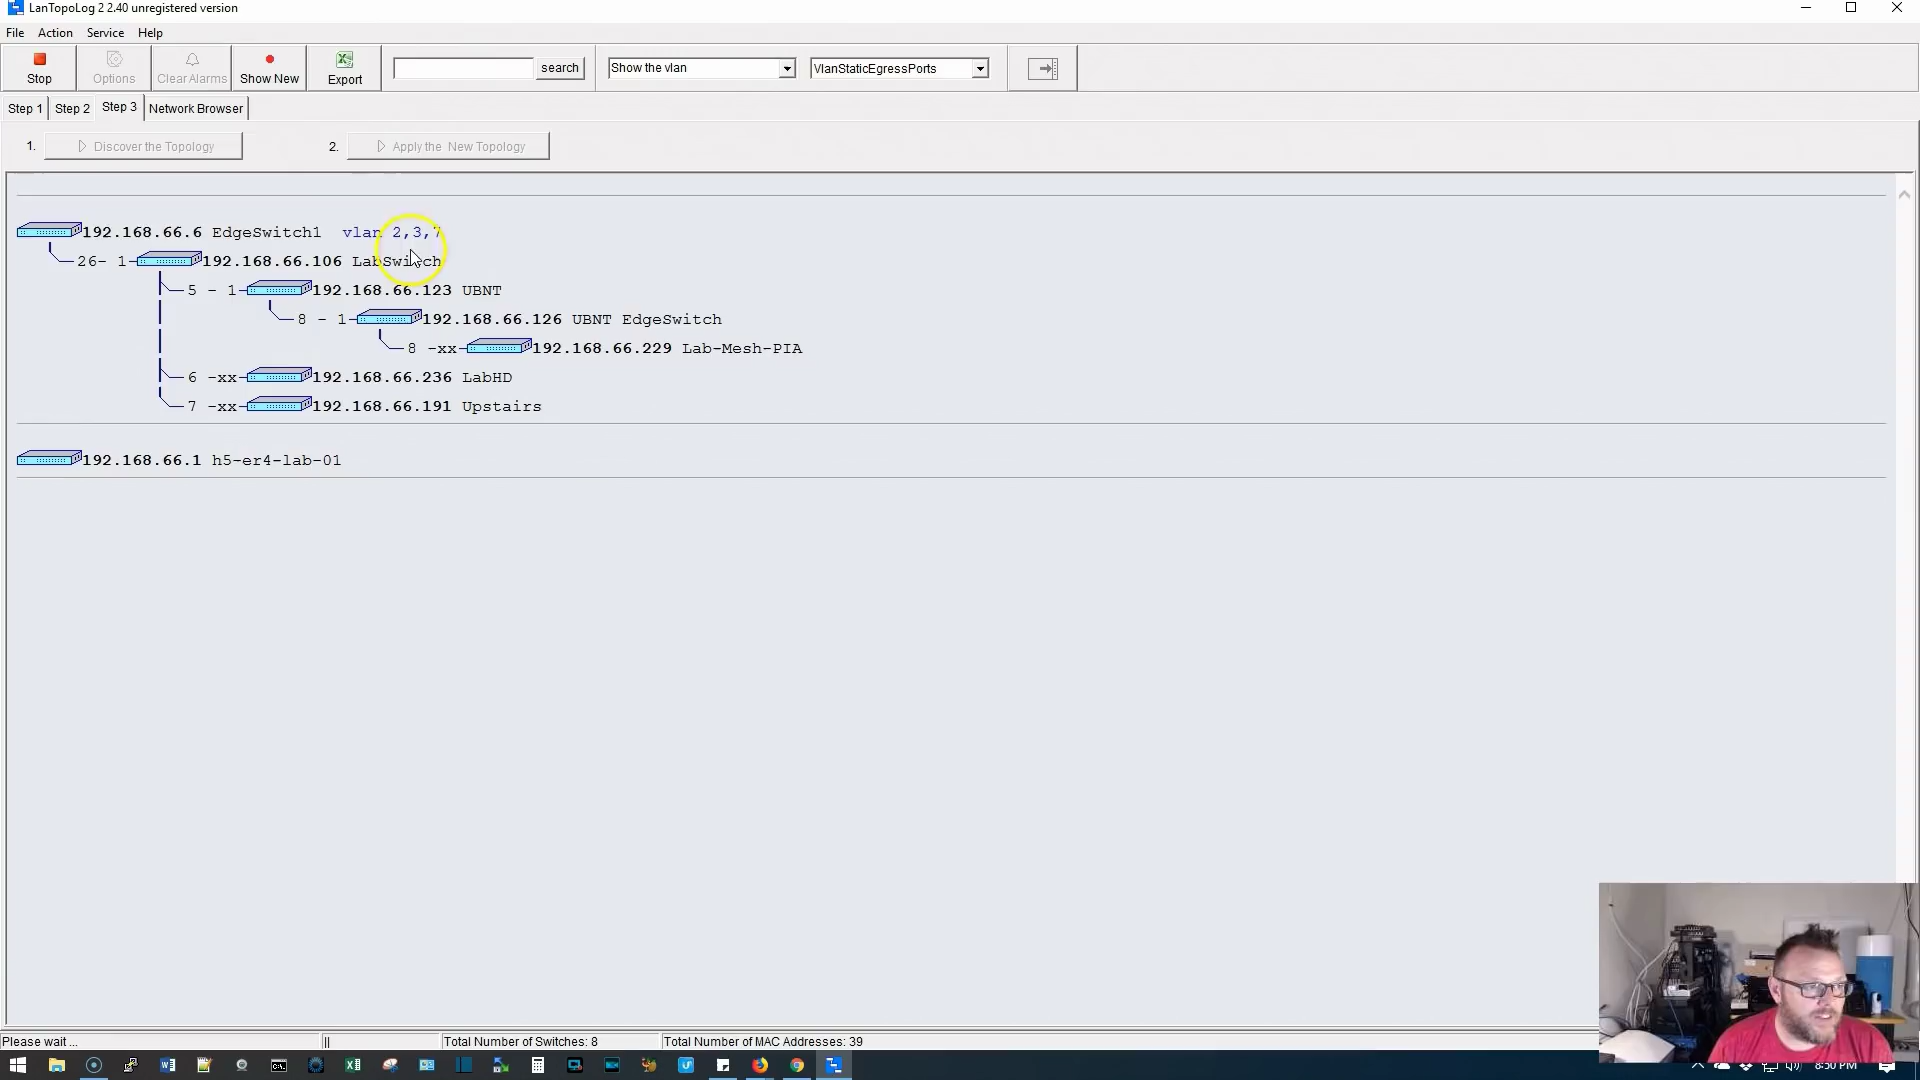 LanTopoLog 2 2.40 unregistered version
File Action Service Help
Stop Options Clear Alarms Show New Export search Show the vlan VlanStaticEgressPorts
Step 1 Step 2 Step 3 Network Browser
1. Discover the Topology 2. Apply the New Topology
192.168.66.6 EdgeSwitch1 vlan 2,3,7
26- 1 192.168.66.106 LabSwitch
5 - 1 192.168.66.123 UBNT
8 - 1 192.168.66.126 UBNT EdgeSwitch
8 -xx 192.168.66.229 Lab-Mesh-PIA
6 -xx 192.168.66.236 LabHD
7 -xx 192.168.66.191 Upstairs
192.168.66.1 h5-er4-lab-01
Please wait ... || Total Number of Switches: 8 Total Number of MAC Addresses: 39
8:50 PM